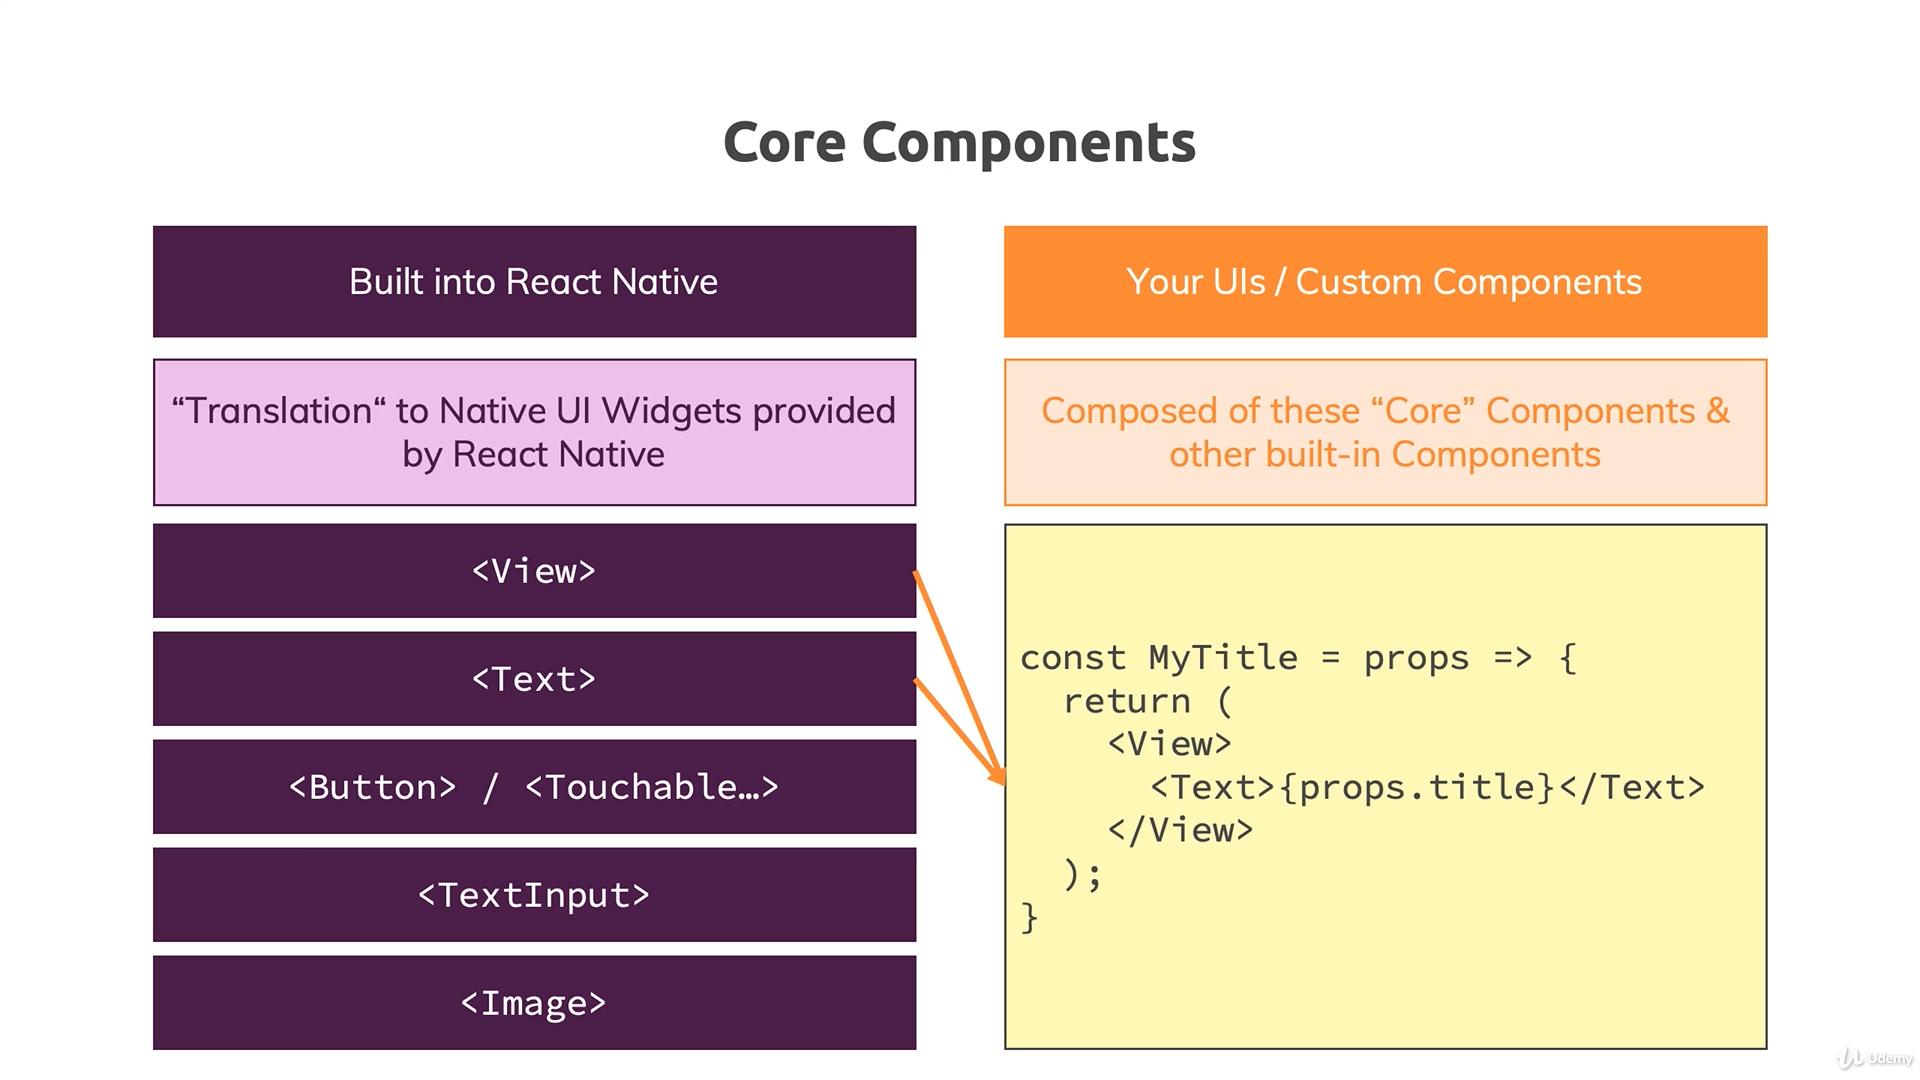 Core Components
Built into React Native
“Translation“ to Native UI Widgets provided
by React Native
<View>
<Text>
<Button> / <Touchable…>
<TextInput>
<Image>
Your UIs / Custom Components
Composed of these “Core” Components &
other built-in Components
const MyTitle = props => {
  return (
    <View>
      <Text>{props.title}</Text>
    </View>
  );
}
Udemy